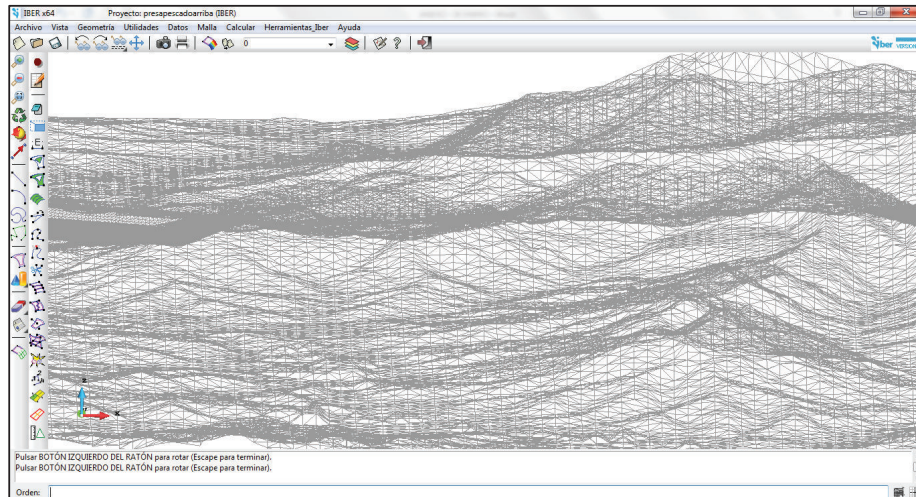 IBER x64 Proyecto: presapescadoarriba (IBER)
Archivo Vista Geometría Utilidades Datos Malla Calcular Herramientas_Iber Ayuda
0
iber VERSION
E
z
x
Pulsar BOTÓN IZQUIERDO DEL RATÓN para rotar (Escape para terminar).
Pulsar BOTÓN IZQUIERDO DEL RATÓN para rotar (Escape para terminar).
Orden: